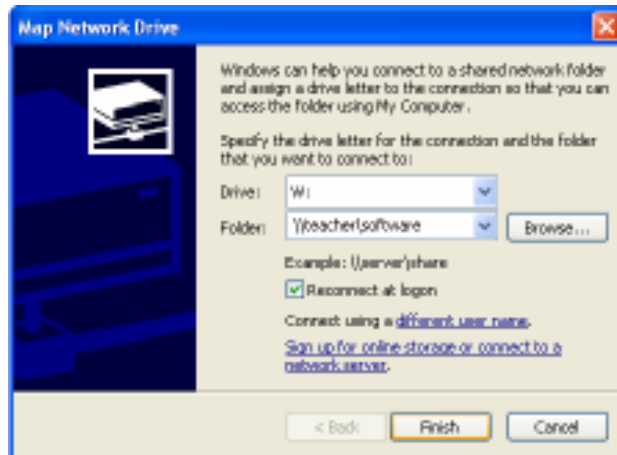 Map Network Drive
Windows can help you connect to a shared network folder
and assign a drive letter to the connection so that you can
access the folder using My Computer.
Specify the drive letter for the connection and the folder
that you want to connect to:
Drive: W:
Folder: \\teacher\software Browse...
Example: \\server\share
Reconnect at logon
Connect using a different user name.
Sign up for online storage or connect to a
network server.
< Back Finish Cancel